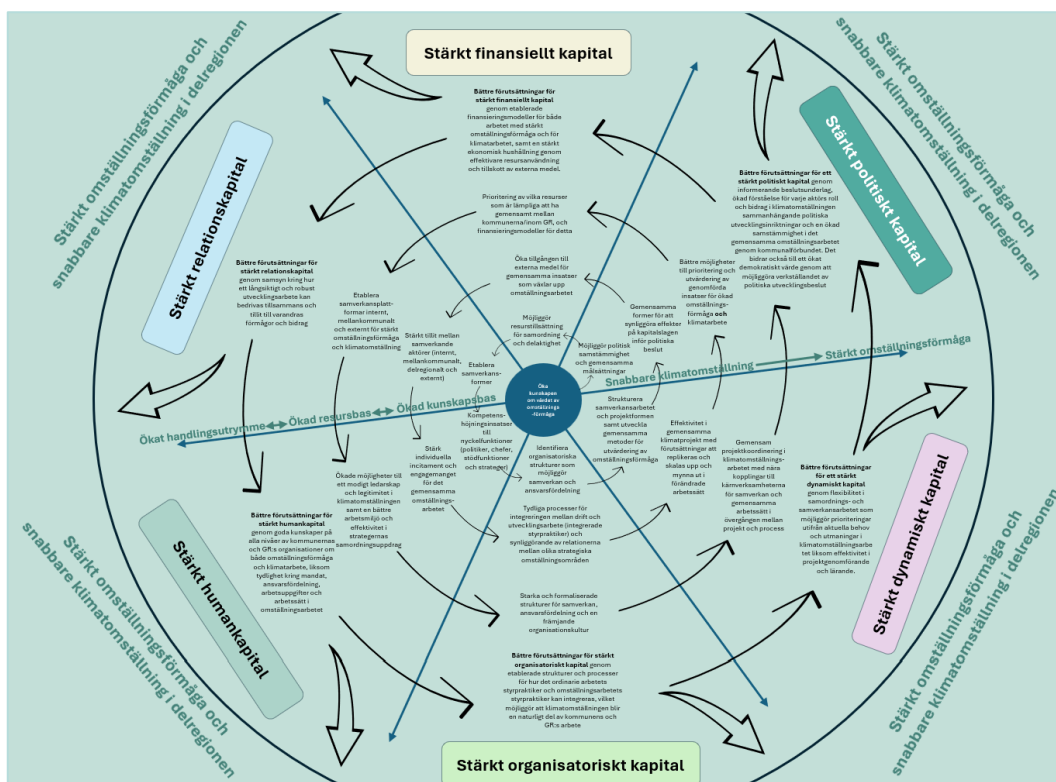 Stärkt finansiellt kapital
Stärkt omställningsförmåga och
snabbare klimatomställning i delregionen
Stärkt omställningsförmåga och
snabbare klimatomställning i delregionen
Stärkt relationskapital
Stärkt politiskt kapital
Bättre förutsättningar för
stärkt finansiellt kapital
genom etablerade
finansieringsmodeller för både
arbetet med stärkt
omställningsförmåga och för
klimatarbetet, samt en stärkt
ekonomisk hushållning genom
effektivare resursanvändning
och tillskott av externa medel.
Prioritering av vilka resurser
som är lämpliga att ha
gemensamt mellan
kommunerna/inom GR, och
finansieringsmodeller för detta
Öka tillgången till
externa medel för
gemensamma insatser
som växlar upp
omställningsarbetet
Möjliggör
resurstillsättning
för samordning
och delaktighet
Bättre förutsättningar för ett
stärkt politiskt kapital genom
informerande beslutsunderlag,
ökad förståelse för varje aktörs roll
och bidrag i klimatomställningen
sammanhängande politiska
utvecklingsinriktningar och en ökad
samstämmighet i det
gemensamma omställningsarbetet
genom kommunalförbundet. Det
bidrar också till ett ökat
demokratiskt värde genom att
möjliggöra verkställandet av
politiska utvecklingsbeslut
Bättre möjligheter
till prioritering och
utvärdering av
genomförda
insatser för ökad
omställnings-
förmåga och
klimatarbete
Gemensamma
former för att
synliggöra effekter
på kapitalslagen
inför politiska
beslut
Möjliggör politisk
samstämmighet
och gemensamma
målsättningar
Bättre förutsättningar för
stärkt relationskapital
genom samsyn kring hur
ett långsiktigt och robust
utvecklingsarbete kan
bedrivas tillsammans och
tillit till varandras
förmågor och bidrag
Etablera
samverkansplatt-
former internt,
mellankommunalt
och externt för stärkt
omställningsförmåga
och klimatomställning
Stärkt tillit mellan
samverkande
aktörer (internt,
mellankommunalt,
delregionalt och
externt)
Etablera
samverkans-
former
Öka
kunskapen
om värdet av
omställnings
-förmåga
Snabbare klimatomställning
Stärkt omställningsförmåga
Ökat handlingsutrymme
Ökad resursbas
Ökad kunskapsbas
Kompetens-
höjningsinsatser
till
nyckelfunktioner
(politiker, chefer,
stödfunktioner
och strateger)
Stärk
individuella
incitament och
engagemanget
för det
gemensamma
omställnings-
arbetet
Ökade möjligheter till
ett modigt ledarskap
och legitimitet i
klimatomställningen
samt en bättre
arbetsmiljö och
effektivitet i
strategernas
samordningsuppdrag
Bättre förutsättningar för
stärkt humankapital
genom goda kunskaper på
alla nivåer av kommunernas
och GR:s organisationer om
både omställningsförmåga
och klimatarbete, liksom
tydlighet kring mandat,
ansvarsfördelning,
arbetsuppgifter och
arbetssätt i
omställningsarbetet
Identifiera
organisatoriska
strukturer som
möjliggör
samverkan och
ansvarsfördelning
Tydliga processer för
integreringen mellan drift och
utvecklingsarbete (integrerade
styrpraktiker) och
synliggörande av relationerna
mellan olika strategiska
omställningsområden
Starka och formaliserade
strukturer för samverkan,
ansvarsfördelning och en
främjande
organisationskultur
Bättre förutsättningar för stärkt
organisatoriskt kapital genom
etablerade strukturer och processer
för hur det ordinarie arbetets
styrpraktiker och omställningsarbetets
styrpraktiker kan integreras, vilket
möjliggör att klimatomställningen blir
en naturligt del av kommunens och
GR:s arbete
Strukturera
samverkansarbetet
och projektformen
samt utveckla
gemensamma
metoder för
utvärdering av
omställningsförmåga
Effektivitet i
gemensamma
klimatprojekt med
förutsättningar att
replikeras och
skalas upp och
mynna ut i
förändrade
arbetssätt
Gemensam
projektkoordinering i
klimatomställnings-
arbetet med nära
kopplingar till
kärnverksamheterna
för samverkan och
gemensamma
arbetssätt i
övergången mellan
projekt och process
Bättre förutsättningar
för ett stärkt
dynamiskt kapital
genom flexibilitet i
samordnings- och
samverkansarbetet som
möjliggör prioriteringar
utifrån aktuella behov
och utmaningar i
klimatomställningsarbe
tet liksom effektivitet i
projektgenomförande
och lärande.
Stärkt humankapital
Stärkt dynamiskt kapital
Stärkt omställningsförmåga och
snabbare klimatomställning i delregionen
Stärkt omställningsförmåga och
snabbare klimatomställning i delregionen
Stärkt organisatoriskt kapital